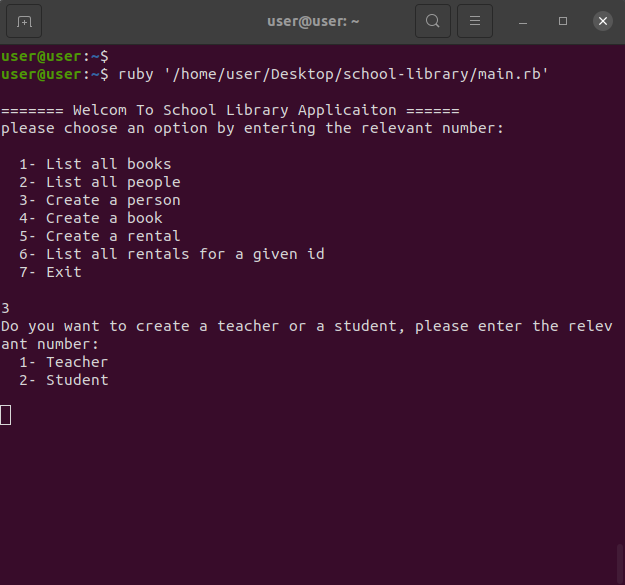 user@user: ~
user@user:~$
user@user:~$ ruby '/home/user/Desktop/school-library/main.rb'
======= Welcom To School Library Applicaiton ======
please choose an option by entering the relevant number:
1- List all books
2- List all people
3- Create a person
4- Create a book
5- Create a rental
6- List all rentals for a given id
7- Exit
3
Do you want to create a teacher or a student, please enter the relev
ant number:
1- Teacher
2- Student